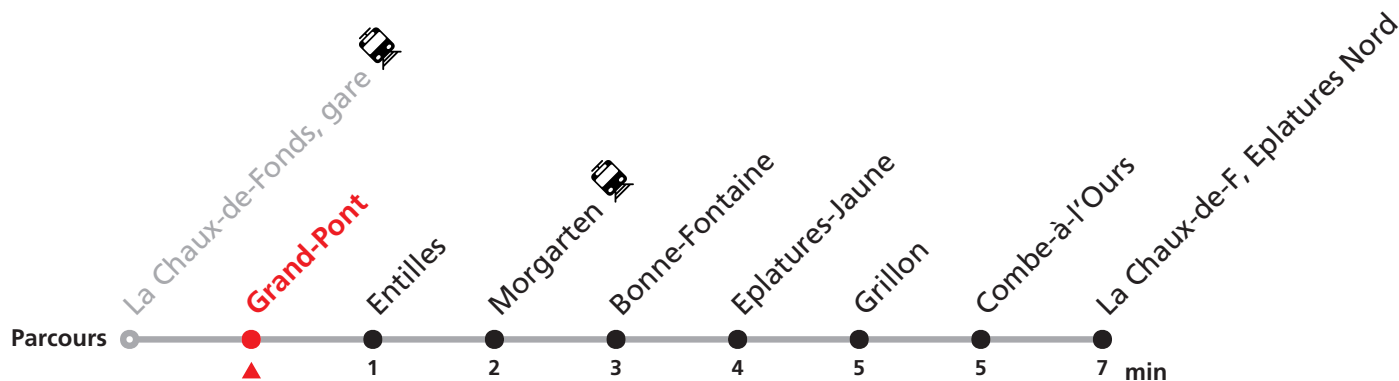 La Chaux-de-Fonds, gare
Grand-Pont
Entilles
Morgarten
Bonne-Fontaine
Eplatures-Jaune
Grillon
Combe-à-l'Ours
La Chaux-de-F, Eplatures Nord
Parcours
1 2 3 4 5 5 7 min